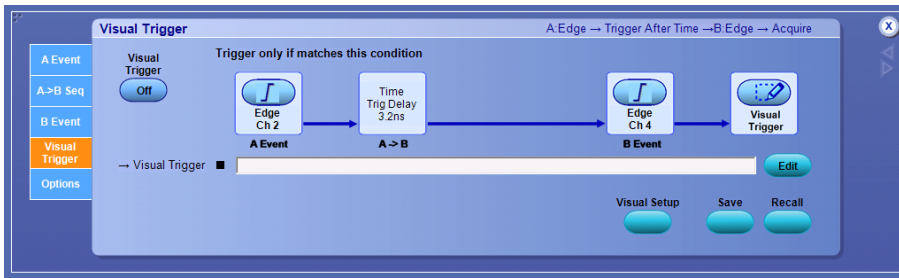 Visual Trigger
A:Edge → Trigger After Time →B:Edge → Acquire
X
A Event
A->B Seq
B Event
Visual
Trigger
Options
Visual
Trigger
Off
Trigger only if matches this condition
Edge
Ch 2
A Event
Time
Trig Delay
3.2ns
A -> B
Edge
Ch 4
B Event
Visual
Trigger
→ Visual Trigger
Edit
Visual Setup
Save
Recall